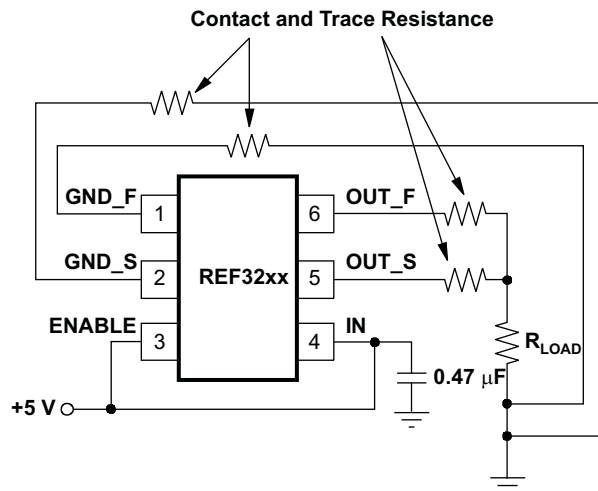 Contact and Trace Resistance
GND_F
1
6
OUT_F
GND_S
2
REF32xx
5
OUT_S
ENABLE
3
4
IN
R_LOAD
0.47 μF
+5 V